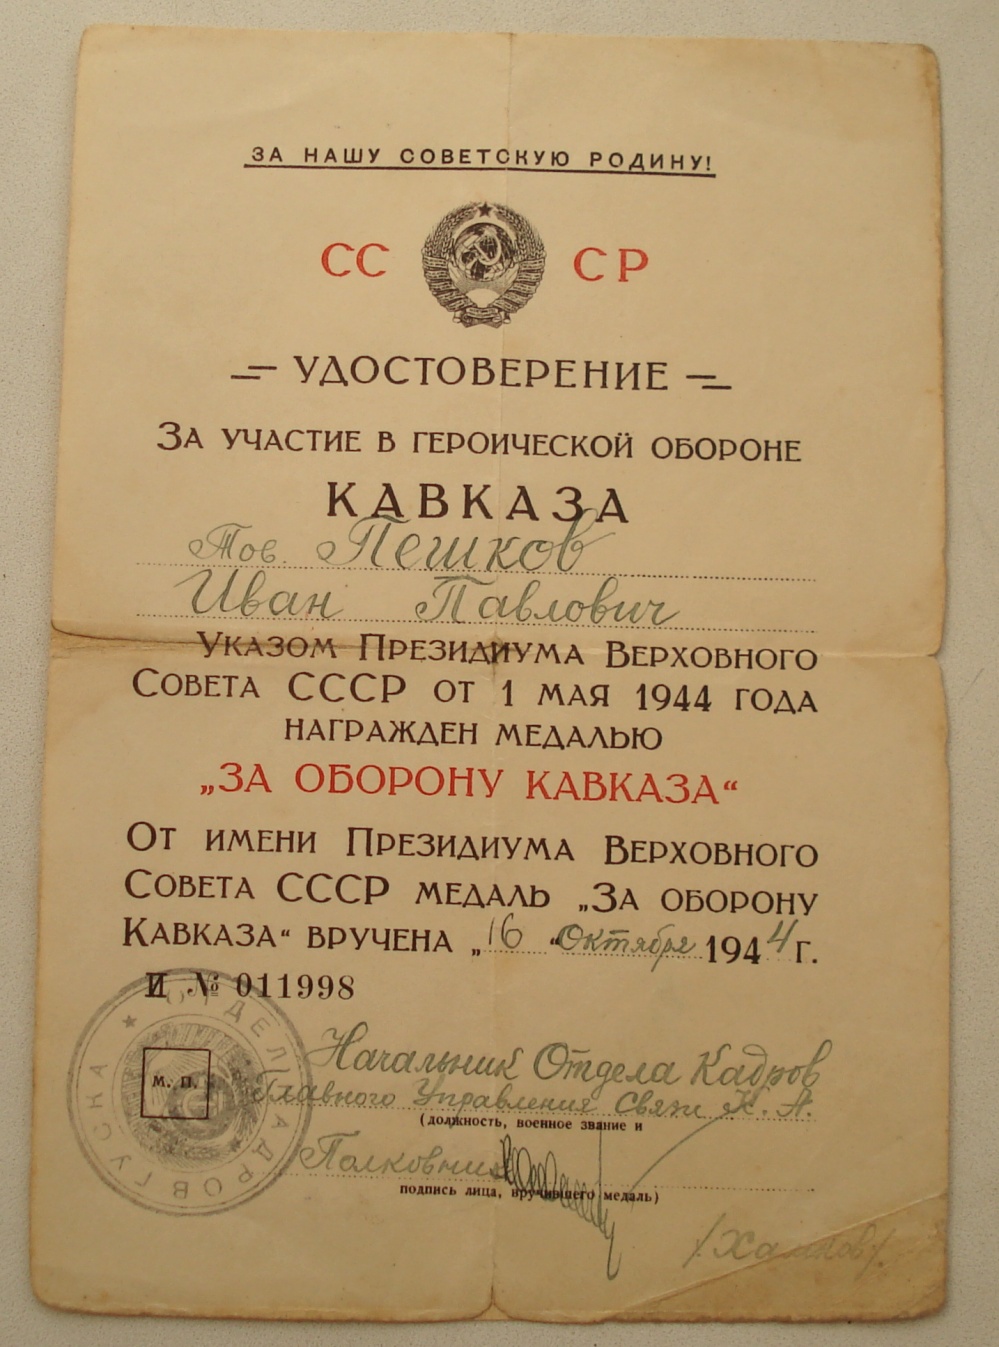 ЗА НАШУ СОВЕТСКУЮ РОДИНУ!
СС СР
УДОСТОВЕРЕНИЕ
ЗА УЧАСТИЕ В ГЕРОИЧЕСКОЙ ОБОРОНЕ
КАВКАЗА
Тов. Пешков
Иван Павлович
УКАЗОМ ПРЕЗИДИУМА ВЕРХОВНОГО
СОВЕТА СССР ОТ 1 МАЯ 1944 ГОДА
НАГРАЖДЕН МЕДАЛЬЮ
„ЗА ОБОРОНУ КАВКАЗА“
ОТ ИМЕНИ ПРЕЗИДИУМА ВЕРХОВНОГО
СОВЕТА СССР МЕДАЛЬ „ЗА ОБОРОНУ
КАВКАЗА“ ВРУЧЕНА „16“ Октября 1944 Г.
И № 011998
ОТДЕЛ КАДРОВ ГУСКА
М. П.
Начальник Отдела Кадров
Главного Управления Связи К. А.
(должность, военное звание и
Полковник
подпись лица, вручившего медаль)